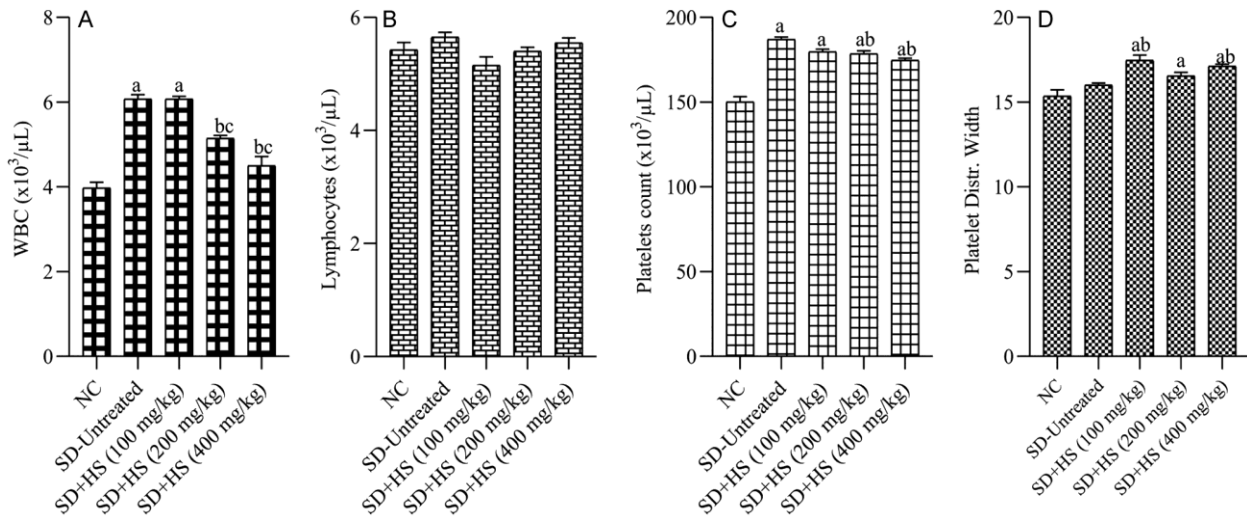 A
WBC (x10³/µL)
8
6
4
2
0
a
a
bc
bc
NC
SD-Untreated
SD+HS (100 mg/kg)
SD+HS (200 mg/kg)
SD+HS (400 mg/kg)
B
Lymphocytes (x10³/µL)
6
4
2
0
NC
SD-Untreated
SD+HS (100 mg/kg)
SD+HS (200 mg/kg)
SD+HS (400 mg/kg)
C
Platelets count (x10³/µL)
200
150
100
50
0
a
a
ab
ab
NC
SD-Untreated
SD+HS (100 mg/kg)
SD+HS (200 mg/kg)
SD+HS (400 mg/kg)
D
Platelet Distr. Width
20
15
10
5
0
ab
a
ab
NC
SD-Untreated
SD+HS (100 mg/kg)
SD+HS (200 mg/kg)
SD+HS (400 mg/kg)